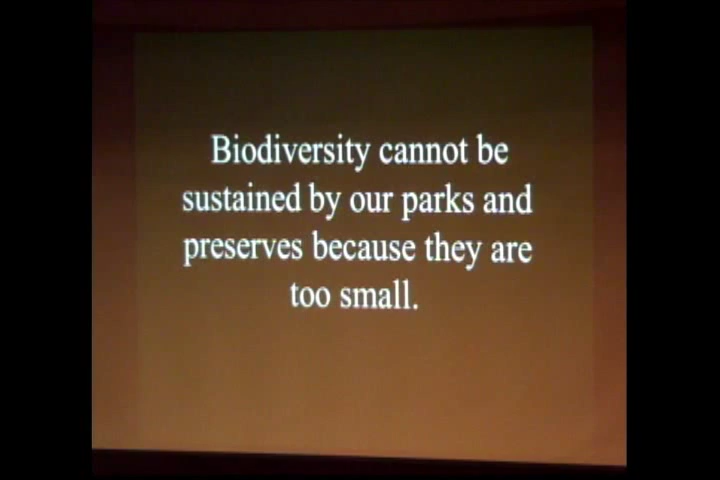 Biodiversity cannot be
sustained by our parks and
preserves because they are
too small.